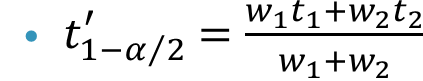 • t′₁₋α/₂ = (w₁t₁+w₂t₂)/(w₁+w₂)